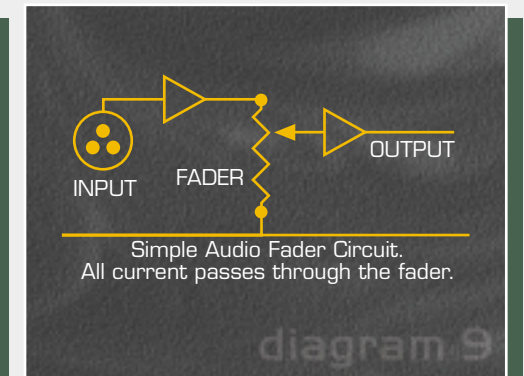 OUTPUT
FADER
INPUT
Simple Audio Fader Circuit.
All current passes through the fader.
diagram 9